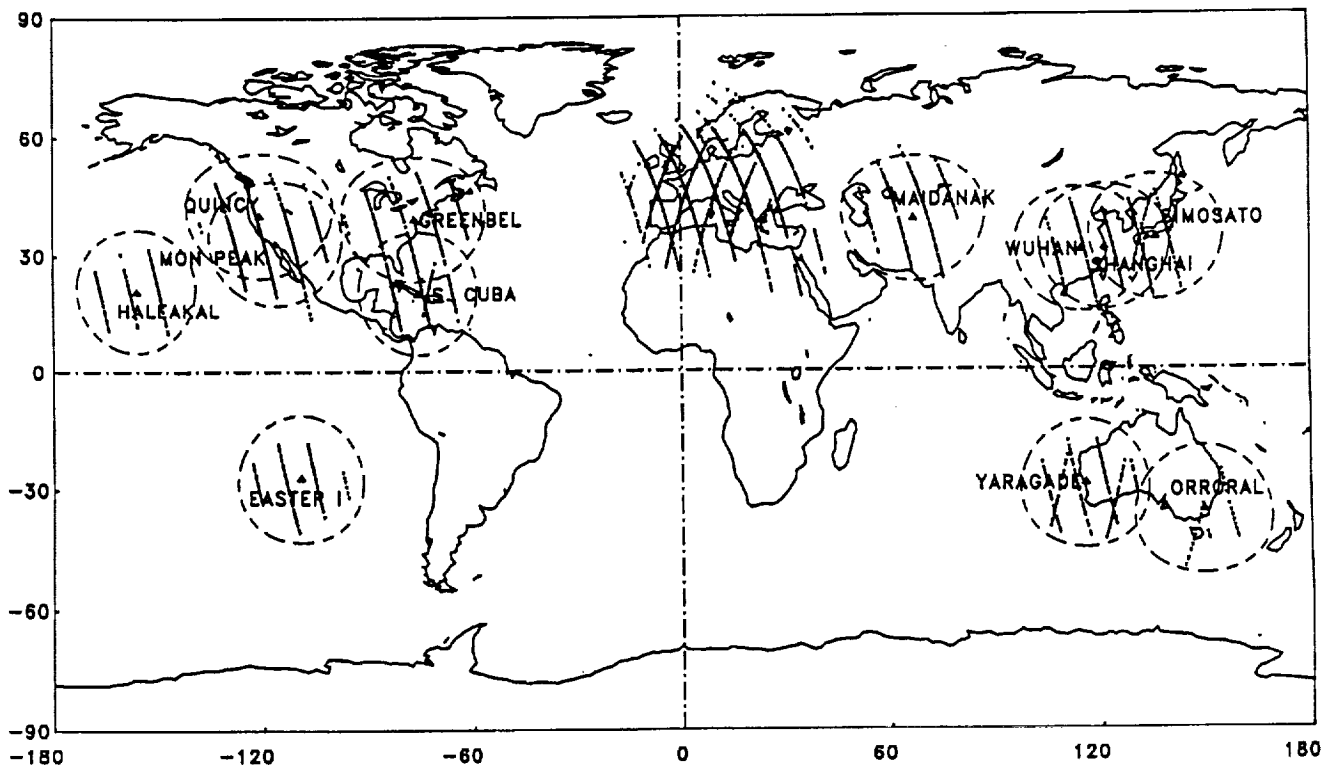 90
60
30
0
-30
-60
-90
-180
-120
-60
0
60
120
180
QUINCY
GREENBEL
MAIDANAK
SIMOSATO
MON PEAK
WUHAN
SHANGHAI
HALEAKAL
S. CUBA
EASTER
YARAGADE
ORRORAL